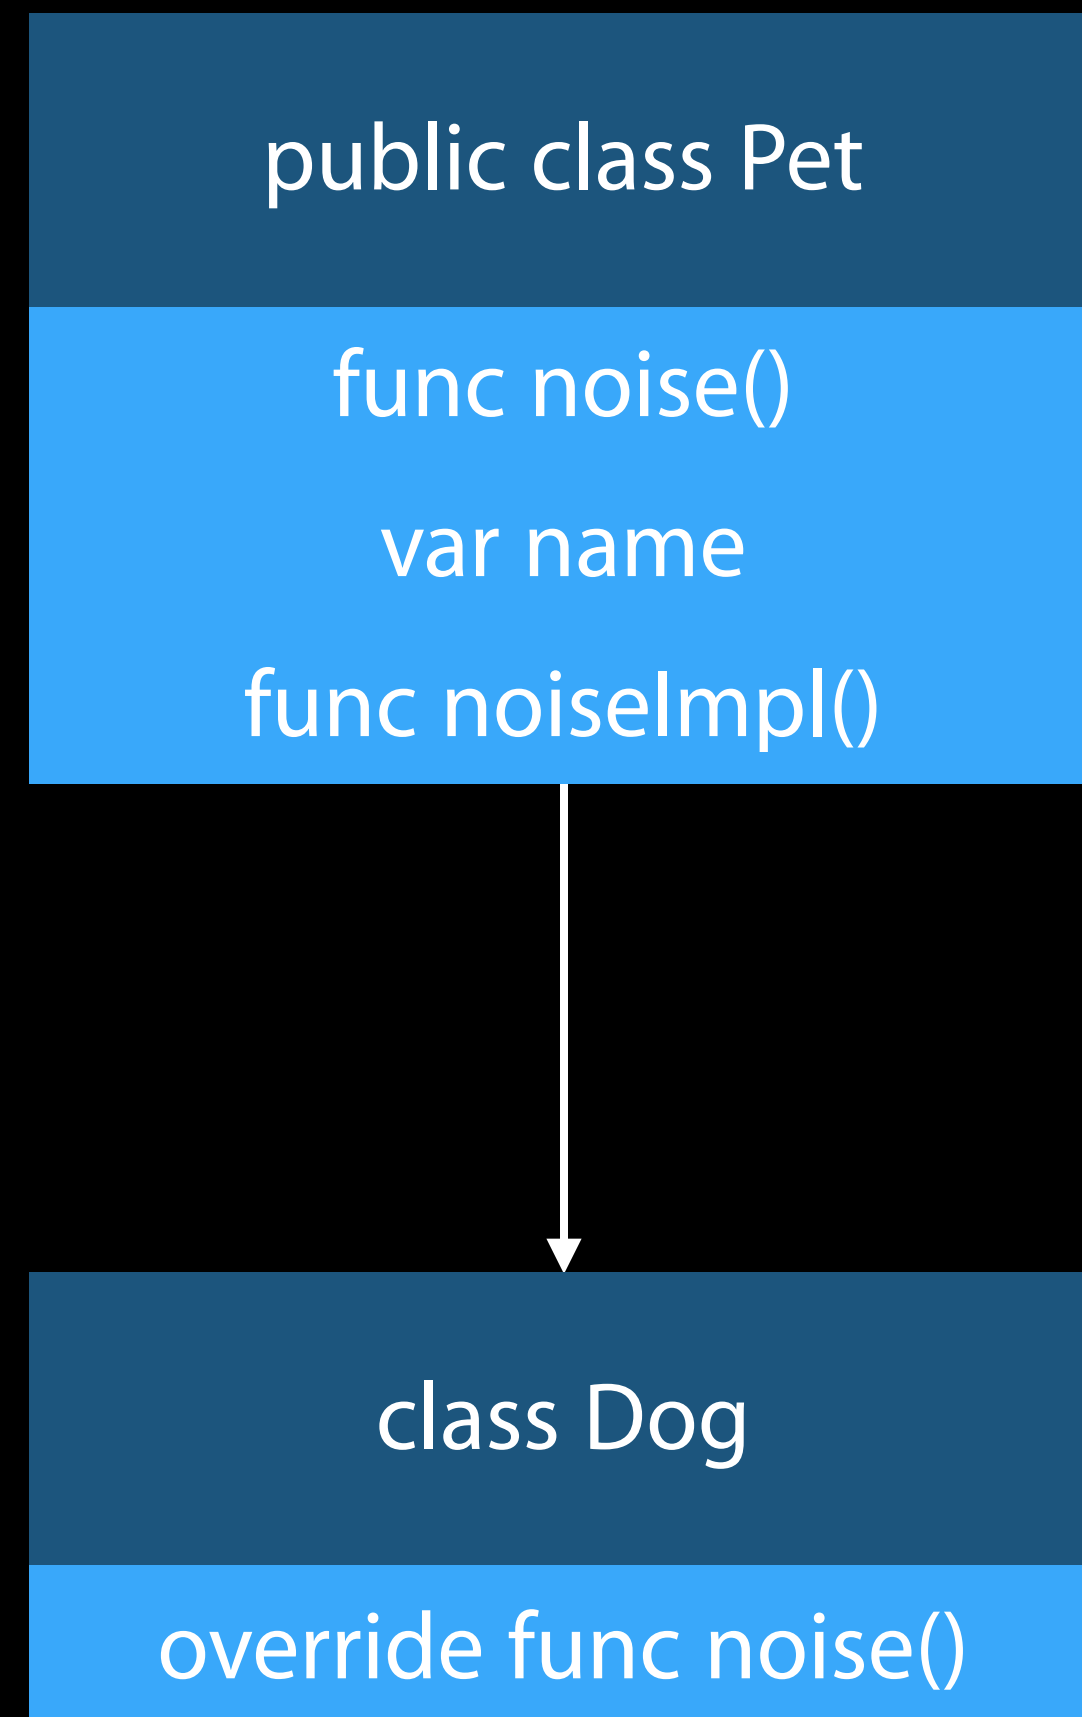 public class Pet
func noise()
var name
func noiseImpl()
class Dog
override func noise()